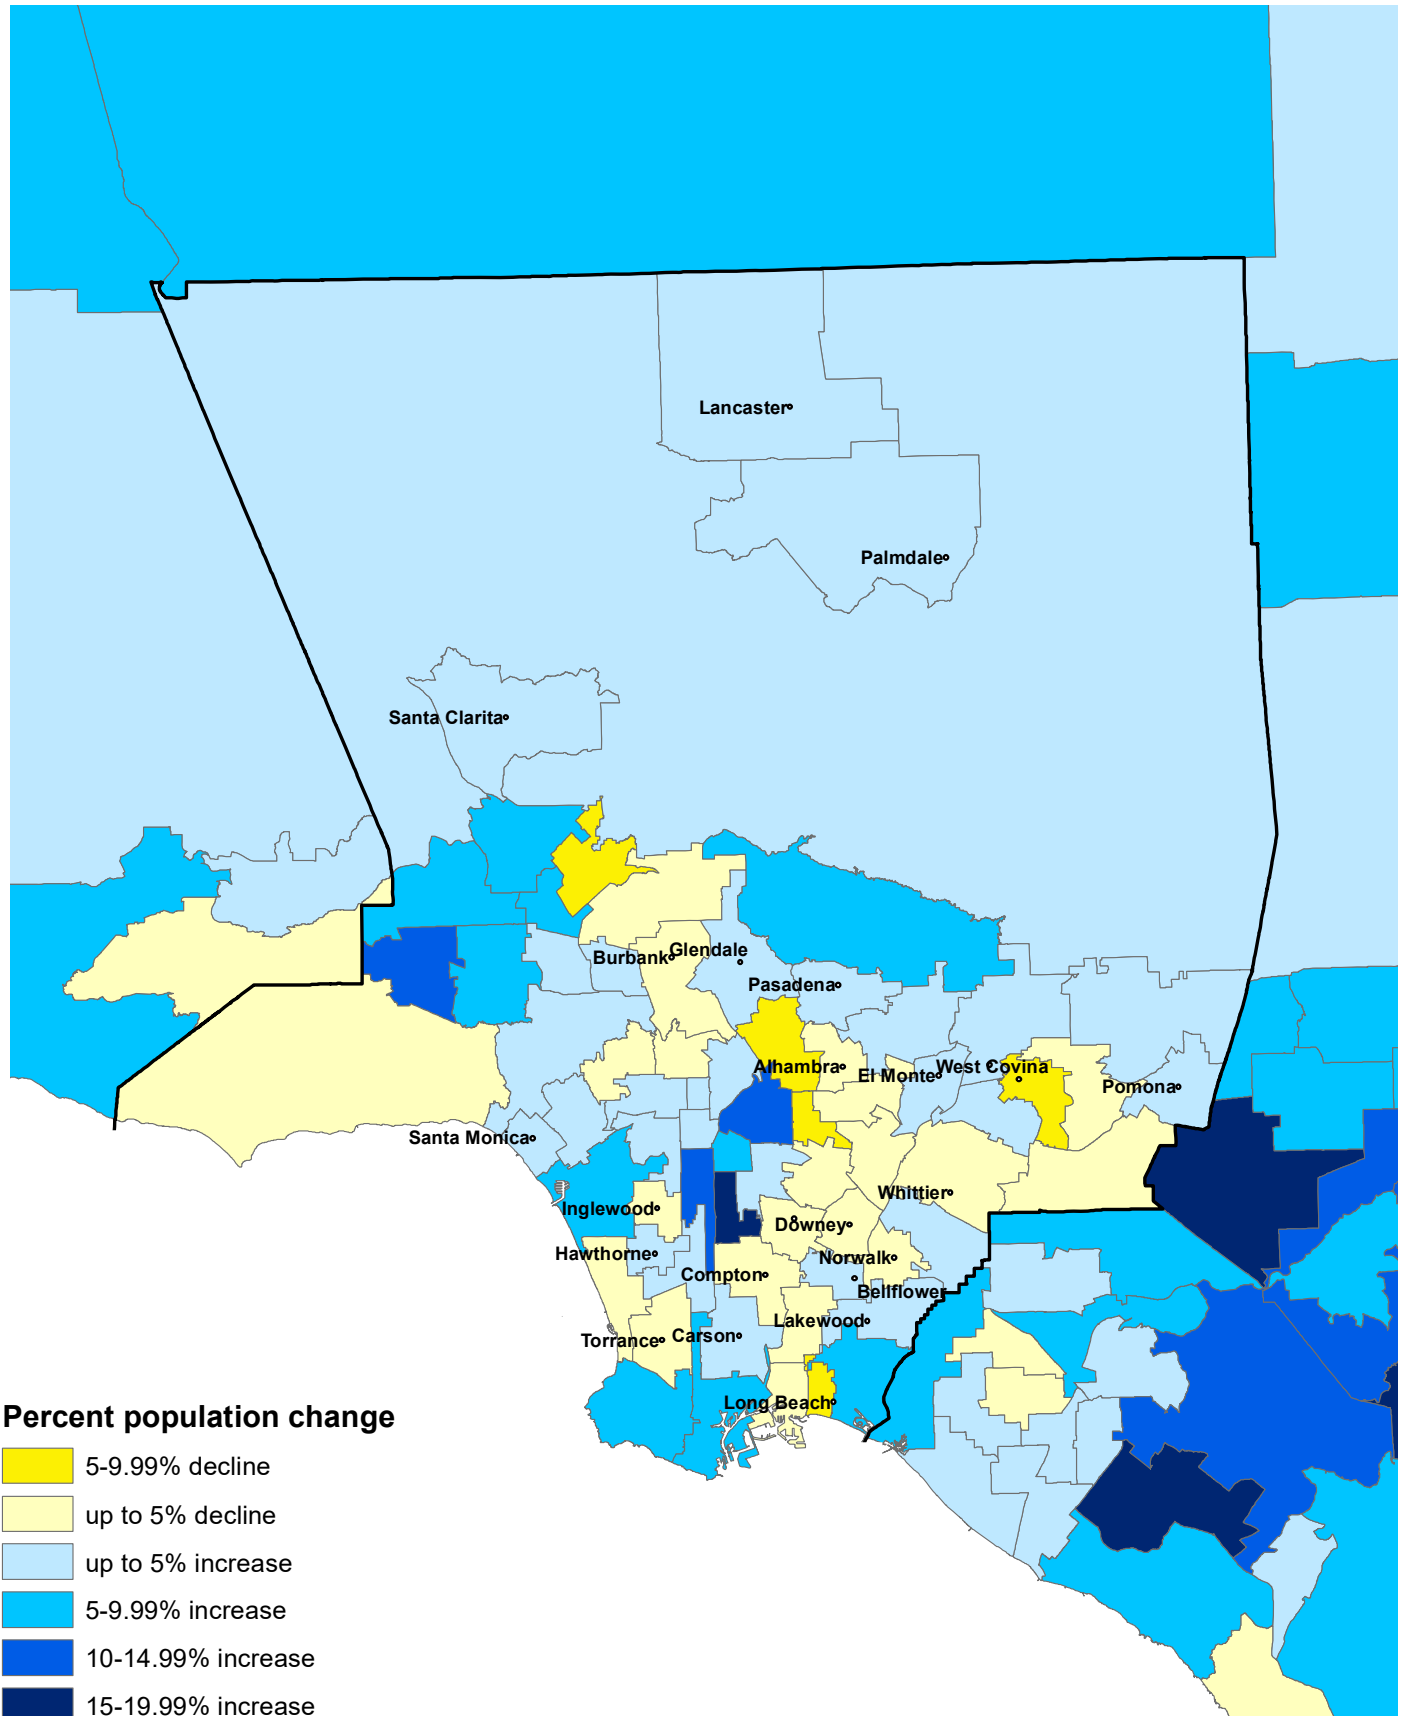 Lancaster
Palmdale
Santa Clarita
Burbank
Glendale
Pasadena
Alhambra
El Monte
West Covina
Pomona
Santa Monica
Whittier
Inglewood
Downey
Hawthorne
Norwalk
Compton
Bellflower
Lakewood
Torrance
Carson
Long Beach
Percent population change
5-9.99% decline
up to 5% decline
up to 5% increase
5-9.99% increase
10-14.99% increase
15-19.99% increase